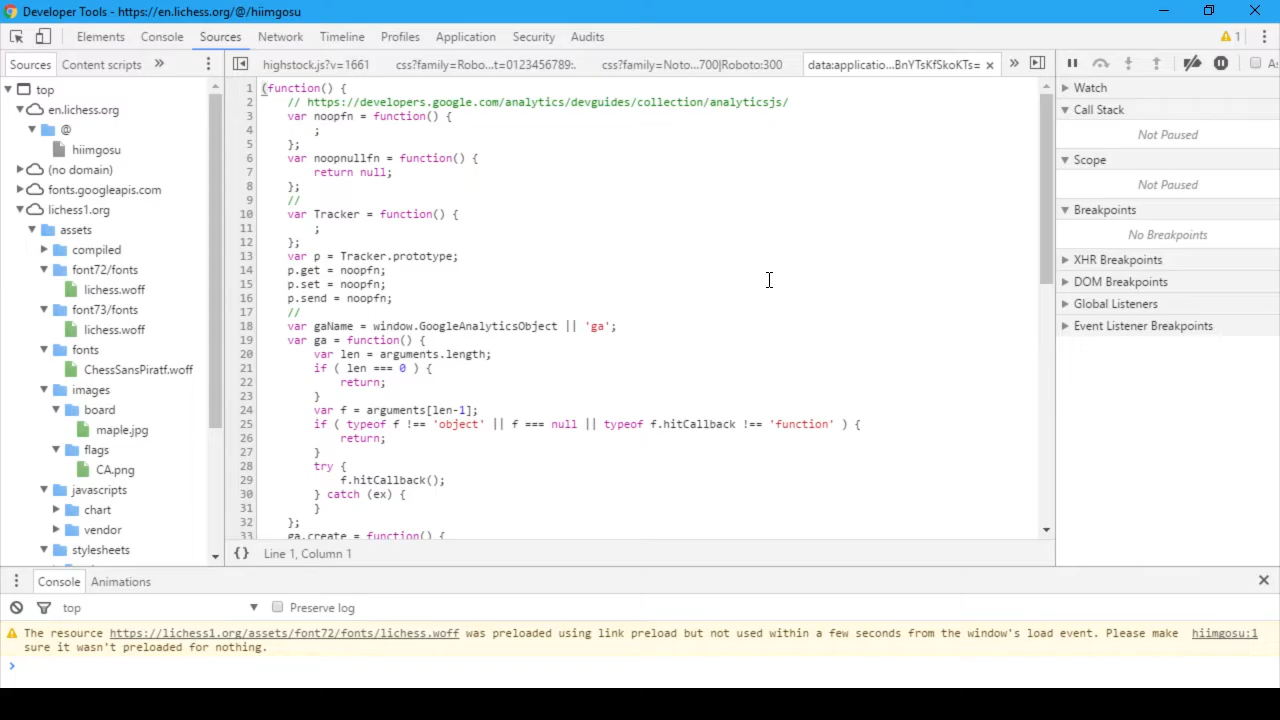 Developer Tools - https://en.lichess.org/@/hiimgosu
Elements Console Sources Network Timeline Profiles Application Security Audits 1
Sources Content scripts »
highstock.js?v=1661 css?family=Robo...t=0123456789:. css?family=Noto...700|Roboto:300 data:applicatio...BnYTsKfSkoKTs= × »
top
en.lichess.org
@
hiimgosu
(no domain)
fonts.googleapis.com
lichess1.org
assets
compiled
font72/fonts
lichess.woff
font73/fonts
lichess.woff
fonts
ChessSansPiratf.woff
images
board
maple.jpg
flags
CA.png
javascripts
chart
vendor
stylesheets
1 (function() {
2 // https://developers.google.com/analytics/devguides/collection/analyticsjs/
3 var noopfn = function() {
4 ;
5 };
6 var noopnullfn = function() {
7 return null;
8 };
9 //
10 var Tracker = function() {
11 ;
12 };
13 var p = Tracker.prototype;
14 p.get = noopfn;
15 p.set = noopfn;
16 p.send = noopfn;
17 //
18 var gaName = window.GoogleAnalyticsObject || 'ga';
19 var ga = function() {
20 var len = arguments.length;
21 if ( len === 0 ) {
22 return;
23 }
24 var f = arguments[len-1];
25 if ( typeof f !== 'object' || f === null || typeof f.hitCallback !== 'function' ) {
26 return;
27 }
28 try {
29 f.hitCallback();
30 } catch (ex) {
31 }
32 };
33 ga.create = function() {
{} Line 1, Column 1
As
Watch
Call Stack
Not Paused
Scope
Not Paused
Breakpoints
No Breakpoints
XHR Breakpoints
DOM Breakpoints
Global Listeners
Event Listener Breakpoints
Console Animations
top Preserve log
The resource https://lichess1.org/assets/font72/fonts/lichess.woff was preloaded using link preload but not used within a few seconds from the window's load event. Please make hiimgosu:1
sure it wasn't preloaded for nothing.
>